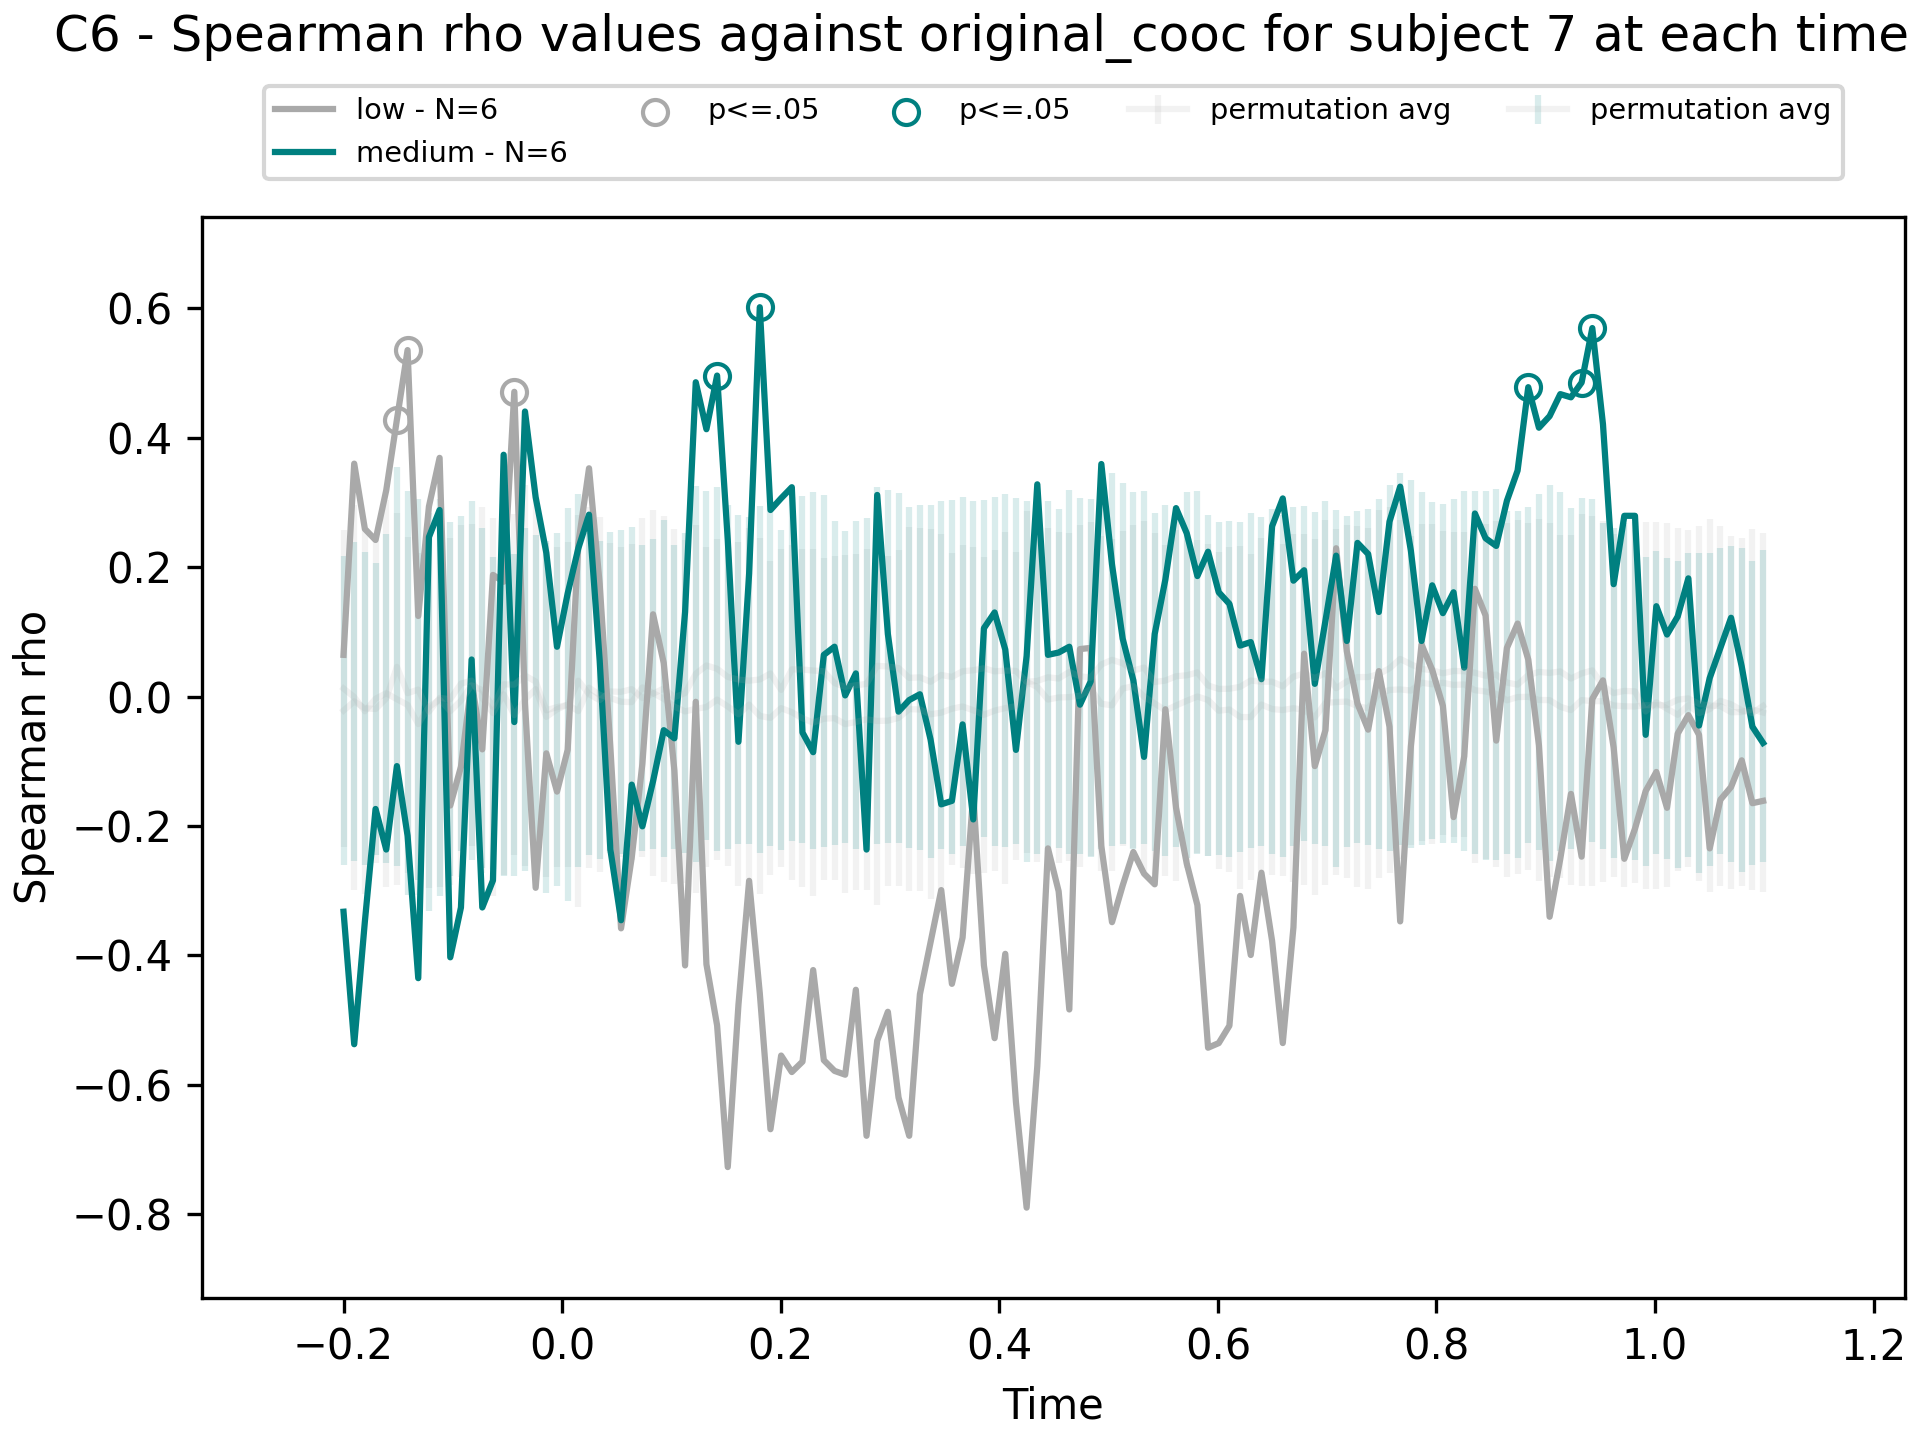 C6 - Spearman rho values against original_cooc for subject 7 at each time
low - N=6 p<=.05 p<=.05 permutation avg permutation avg
medium - N=6
0.6
0.4
0.2
0.0
−0.2
−0.4
−0.6
−0.8
Spearman rho
−0.2 0.0 0.2 0.4 0.6 0.8 1.0 1.2
Time